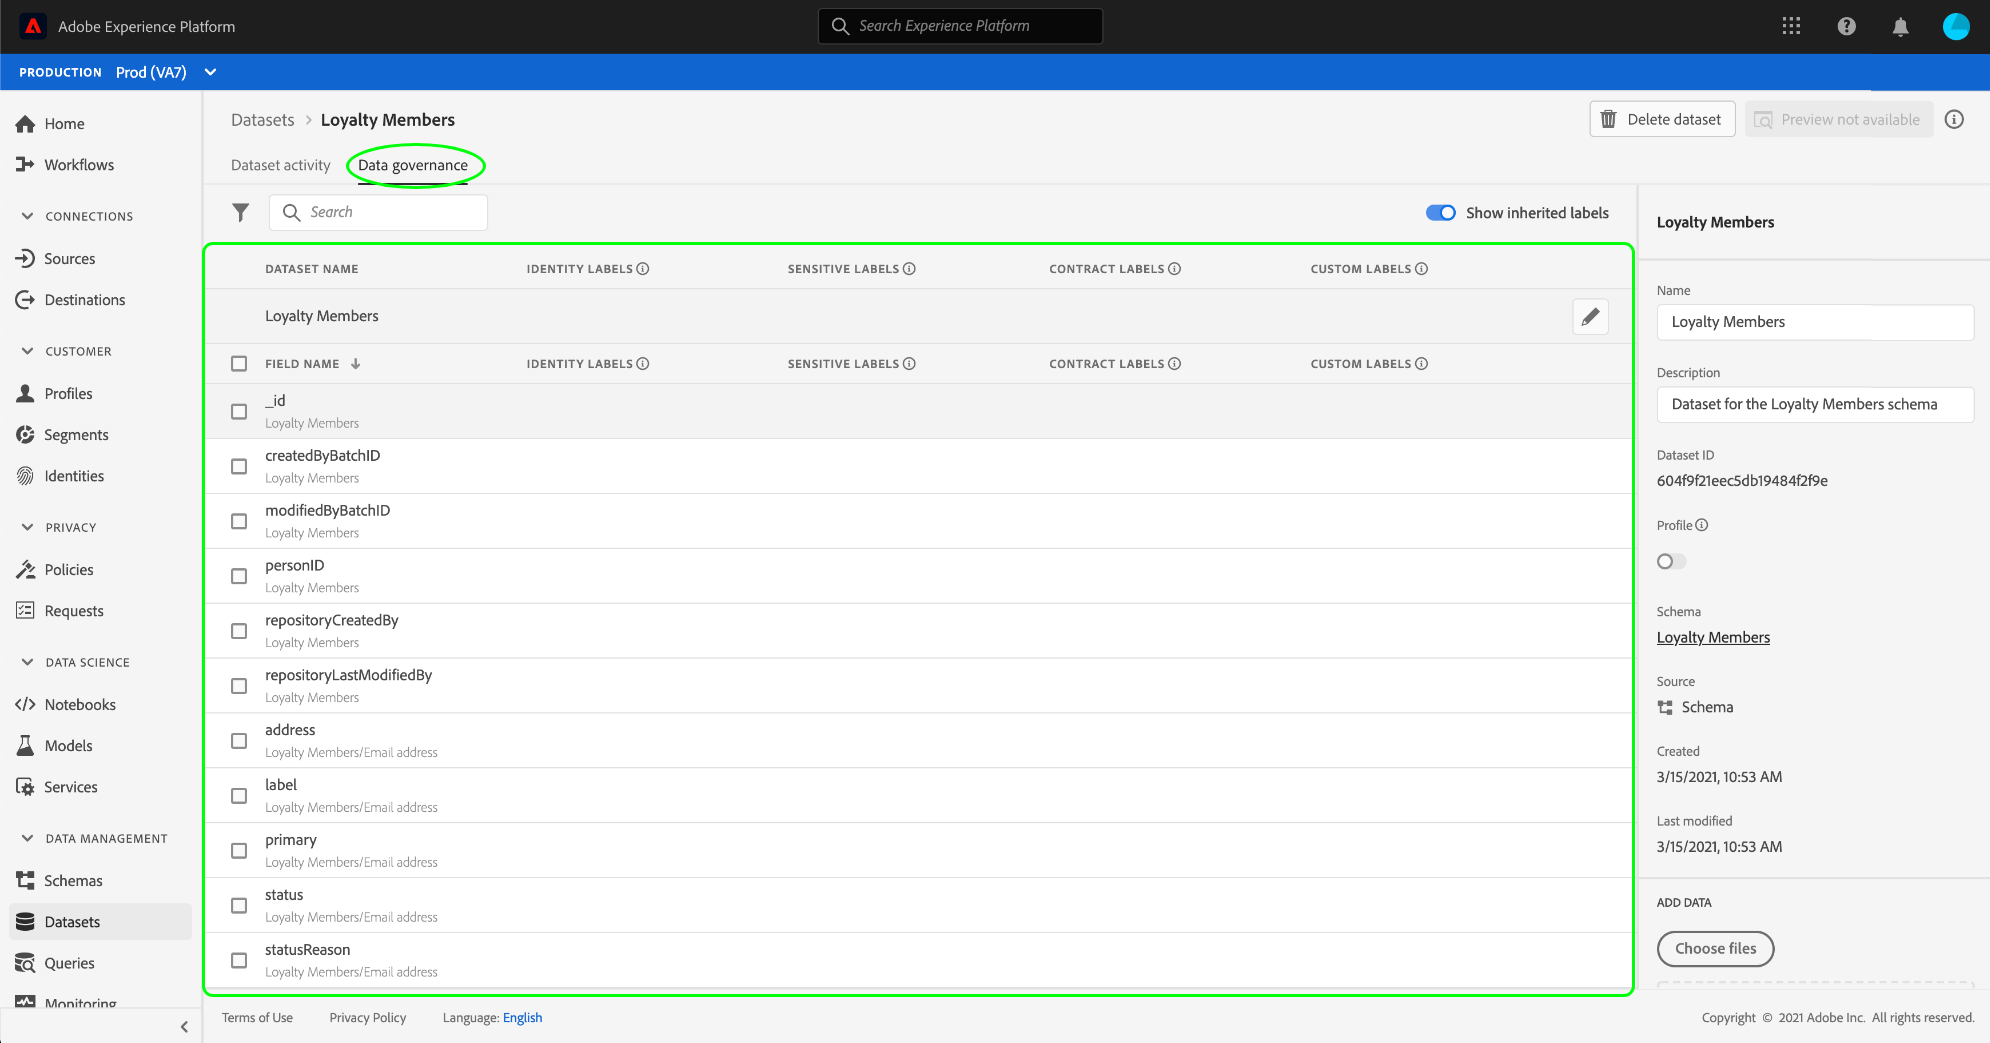 Adobe Experience Platform
Search Experience Platform
PRODUCTION Prod (VA7)
Home
Workflows
CONNECTIONS
Sources
Destinations
CUSTOMER
Profiles
Segments
Identities
PRIVACY
Policies
Requests
DATA SCIENCE
Notebooks
Models
Services
DATA MANAGEMENT
Schemas
Datasets
Queries
Monitoring
Datasets > Loyalty Members
Delete dataset
Preview not available
Dataset activity
Data governance
Search
Show inherited labels
DATASET NAME IDENTITY LABELS SENSITIVE LABELS CONTRACT LABELS CUSTOM LABELS
Loyalty Members
FIELD NAME IDENTITY LABELS SENSITIVE LABELS CONTRACT LABELS CUSTOM LABELS
_id
Loyalty Members
createdByBatchID
Loyalty Members
modifiedByBatchID
Loyalty Members
personID
Loyalty Members
repositoryCreatedBy
Loyalty Members
repositoryLastModifiedBy
Loyalty Members
address
Loyalty Members/Email address
label
Loyalty Members/Email address
primary
Loyalty Members/Email address
status
Loyalty Members/Email address
statusReason
Loyalty Members/Email address
Loyalty Members
Name
Loyalty Members
Description
Dataset for the Loyalty Members schema
Dataset ID
604f9f21eec5db19484f2f9e
Profile
Schema
Loyalty Members
Source
Schema
Created
3/15/2021, 10:53 AM
Last modified
3/15/2021, 10:53 AM
ADD DATA
Choose files
Terms of Use Privacy Policy Language: English
Copyright © 2021 Adobe Inc. All rights reserved.